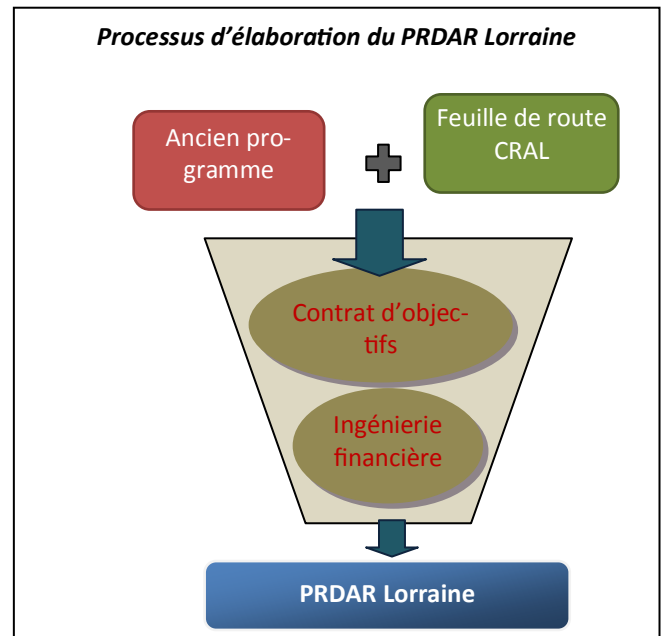 Processus d'élaboration du PRDAR Lorraine
Ancien pro-
gramme
Feuille de route
CRAL
Contrat d'objec-
tifs
Ingénierie
financière
PRDAR Lorraine